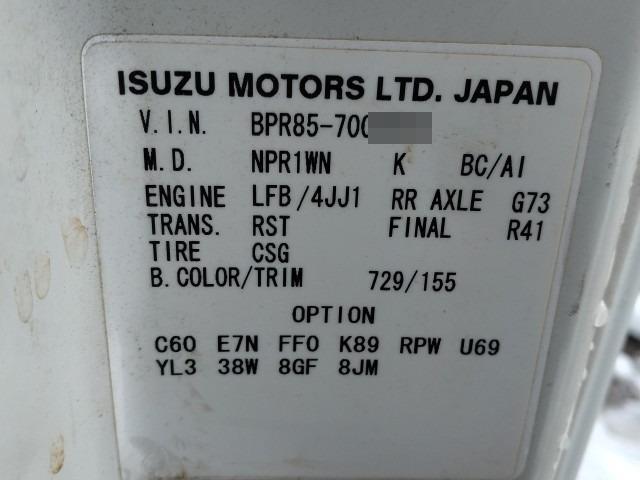 ISUZU MOTORS LTD. JAPAN
V.I.N. BPR85-700
M.D. NPR1WN K BC/AI
ENGINE LFB/4JJ1 RR AXLE G73
TRANS. RST FINAL R41
TIRE CSG
B.COLOR/TRIM 729/155
OPTION
C60 E7N FF0 K89 RPW U69
YL3 38W 8GF 8JM